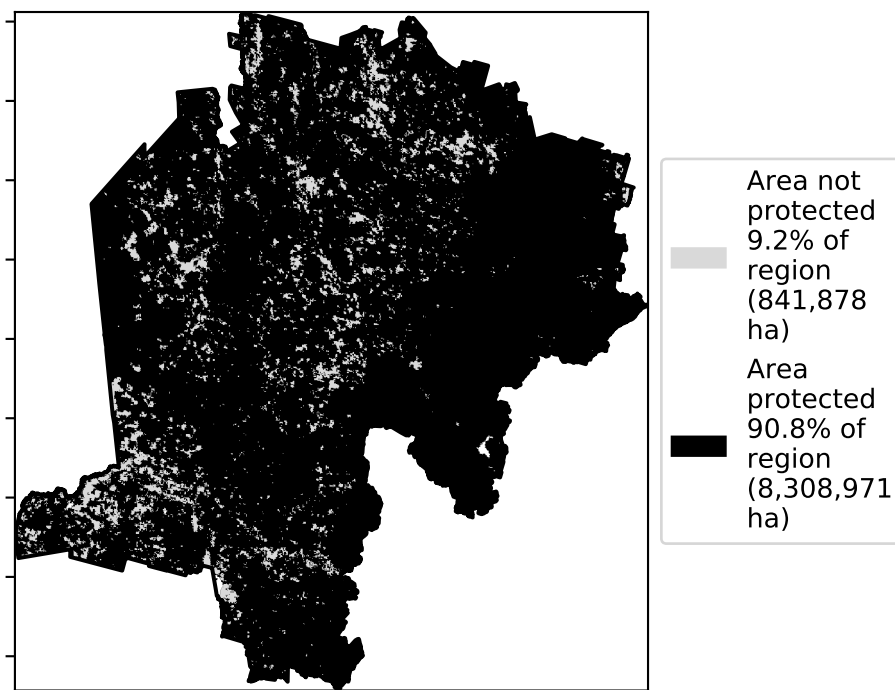 Area not
protected
9.2% of
region
(841,878
ha)
Area
protected
90.8% of
region
(8,308,971
ha)